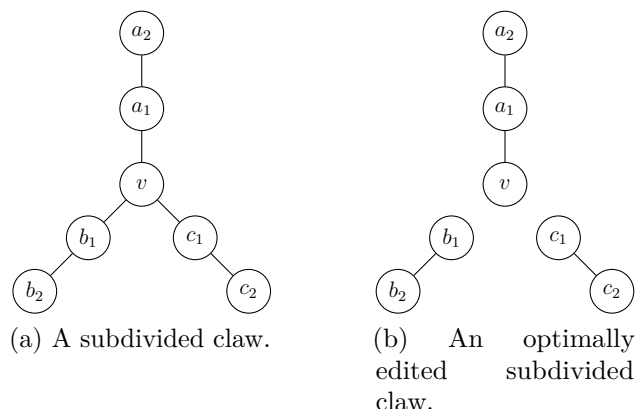 a2
a2
a1
a1
v
v
b1
c1
b1
c1
b2
c2
b2
c2
(a) A subdivided claw.
(b) An optimally
edited subdivided
claw.